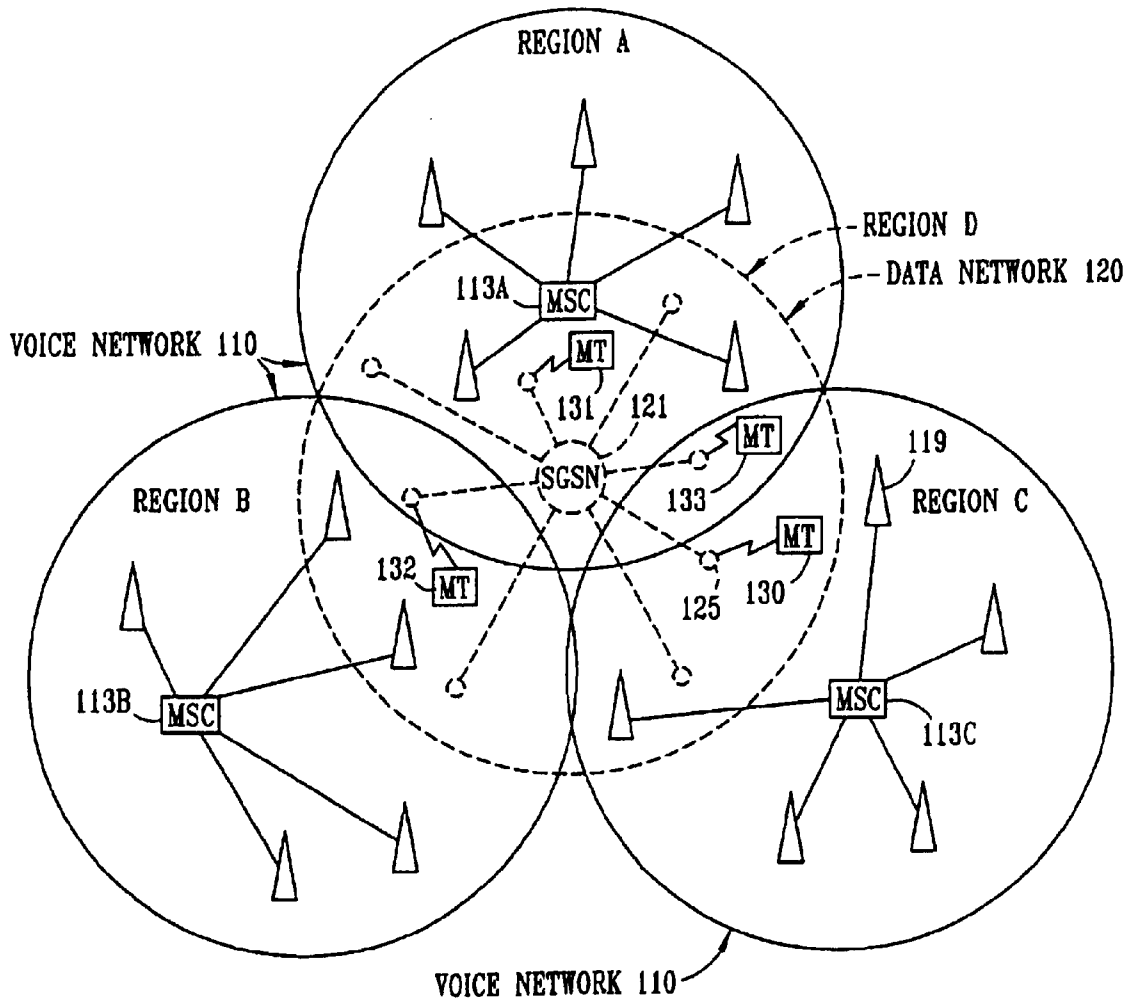 REGION A
REGION D
DATA NETWORK 120
113A
MSC
VOICE NETWORK 110
MT
131
121
MT
119
SGSN
133
REGION B
REGION C
MT
132
MT
125
130
113B
MSC
MSC
113C
VOICE NETWORK 110